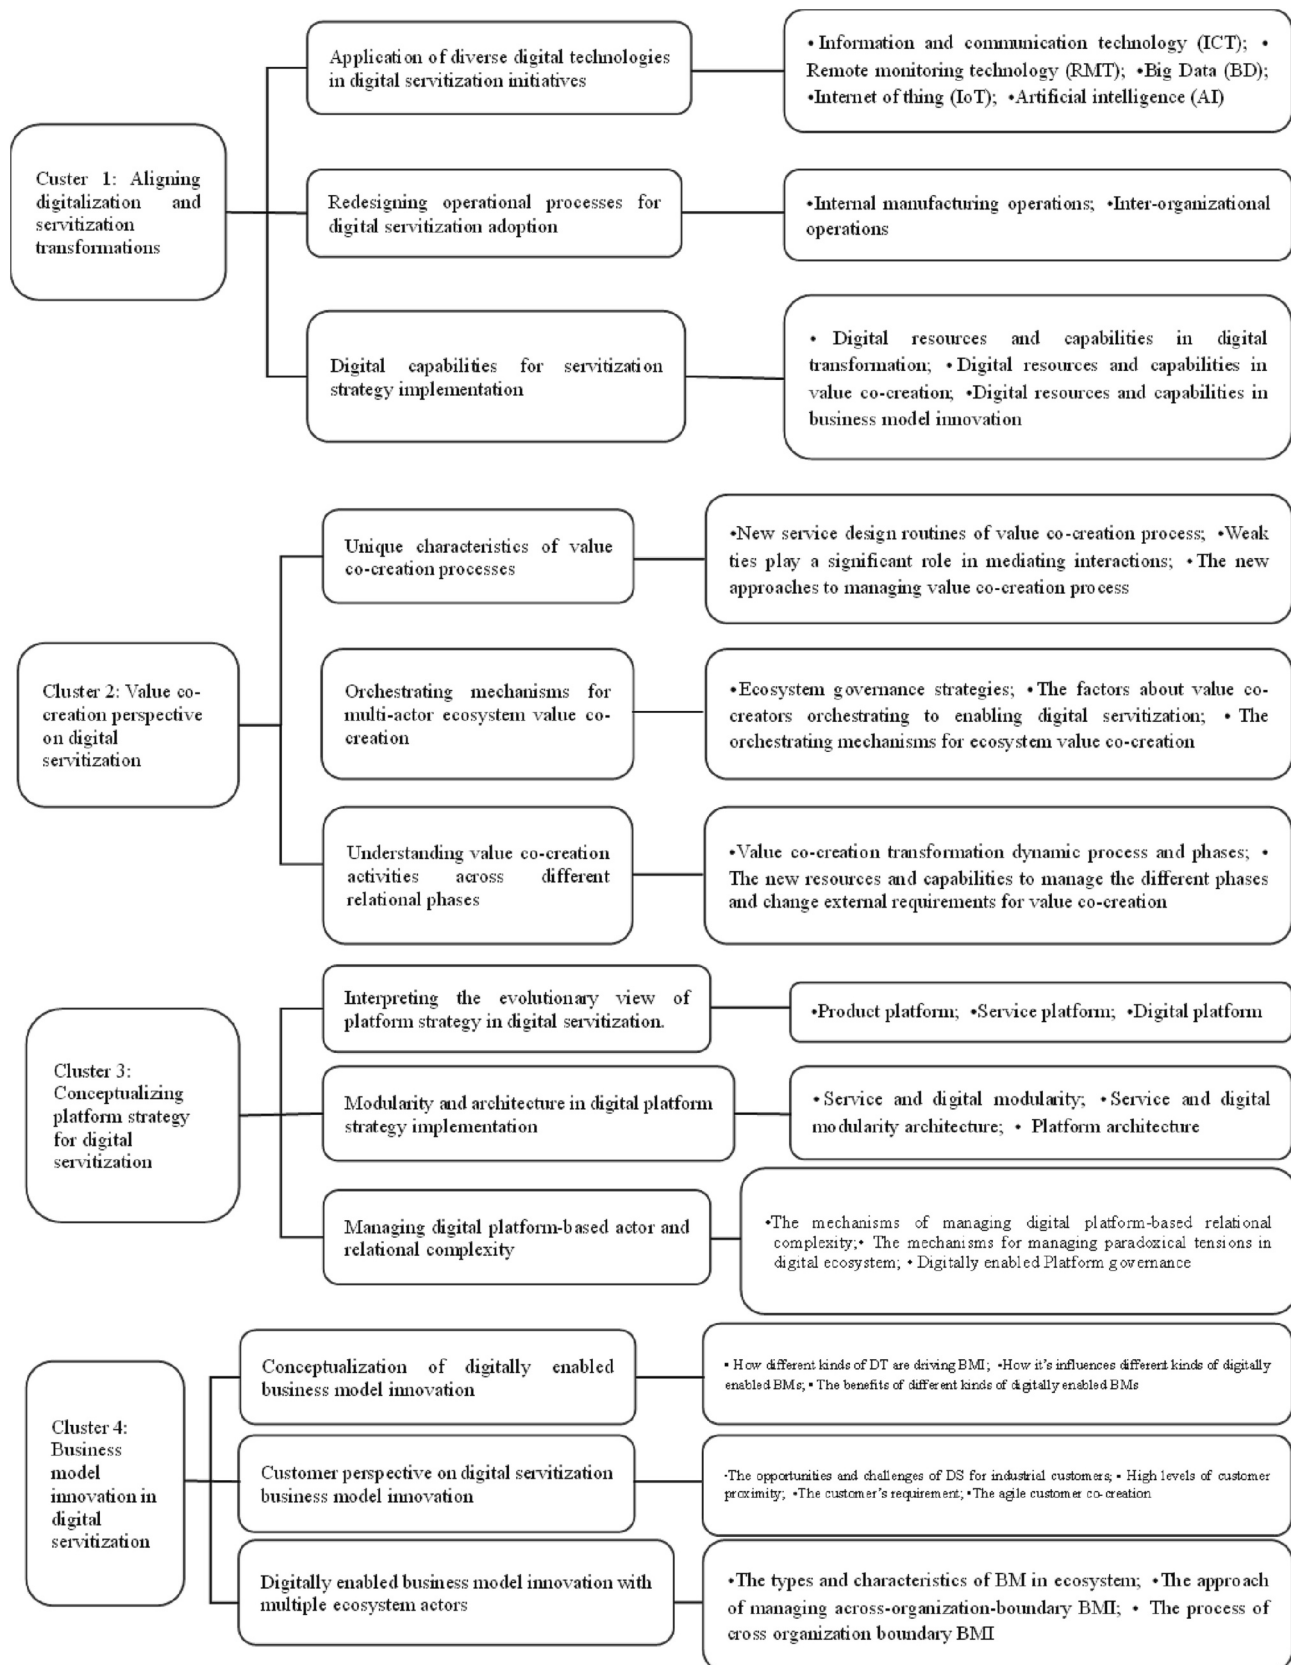 Custer 1: Aligning
digitalization and
servitization
transformations
Application of diverse digital technologies
in digital servitization initiatives
•Information and communication technology (ICT); •
Remote monitoring technology (RMT); •Big Data (BD);
•Internet of thing (IoT); •Artificial intelligence (AI)
Redesigning operational processes for
digital servitization adoption
•Internal manufacturing operations; •Inter-organizational
operations
Digital capabilities for servitization
strategy implementation
• Digital resources and capabilities in digital
transformation; •Digital resources and capabilities in
value co-creation; •Digital resources and capabilities in
business model innovation
Cluster 2: Value co-
creation perspective
on digital
servitization
Unique characteristics of value
co-creation processes
•New service design routines of value co-creation process; •Weak
ties play a significant role in mediating interactions; •The new
approaches to managing value co-creation process
Orchestrating mechanisms for
multi-actor ecosystem value co-
creation
•Ecosystem governance strategies; •The factors about value co-
creators orchestrating to enabling digital servitization; •The
orchestrating mechanisms for ecosystem value co-creation
Understanding value co-creation
activities across different
relational phases
•Value co-creation transformation dynamic process and phases; •
The new resources and capabilities to manage the different phases
and change external requirements for value co-creation
Cluster 3:
Conceptualizing
platform strategy
for digital
servitization
Interpreting the evolutionary view of
platform strategy in digital servitization.
•Product platform; •Service platform; •Digital platform
Modularity and architecture in digital platform
strategy implementation
•Service and digital modularity; •Service and digital
modularity architecture; • Platform architecture
Managing digital platform-based actor and
relational complexity
•The mechanisms of managing digital platform-based relational
complexity;• The mechanisms for managing paradoxical tensions in
digital ecosystem; • Digitally enabled Platform governance
Cluster 4:
Business
model
innovation in
digital
servitization
Conceptualization of digitally enabled
business model innovation
• How different kinds of DT are driving BMI; •How it's influences different kinds of digitally
enabled BMs; • The benefits of different kinds of digitally enabled BMs
Customer perspective on digital servitization
business model innovation
•The opportunities and challenges of DS for industrial customers; • High levels of customer
proximity; •The customer's requirement; •The agile customer co-creation
Digitally enabled business model innovation with
multiple ecosystem actors
•The types and characteristics of BM in ecosystem; •The approach
of managing across-organization-boundary BMI; • The process of
cross organization boundary BMI